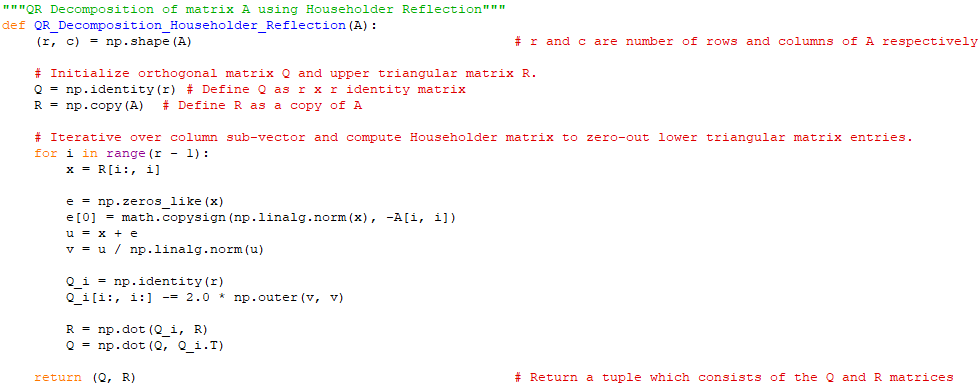 """QR Decomposition of matrix A using Householder Reflection"""
def QR_Decomposition_Householder_Reflection(A):
    (r, c) = np.shape(A)                                        # r and c are number of rows and columns of A respectively
    # Initialize orthogonal matrix Q and upper triangular matrix R.
    Q = np.identity(r) # Define Q as r x r identity matrix
    R = np.copy(A)  # Define R as a copy of A
    # Iterative over column sub-vector and compute Householder matrix to zero-out lower triangular matrix entries.
    for i in range(r - 1):
        x = R[i:, i]
        e = np.zeros_like(x)
        e[0] = math.copysign(np.linalg.norm(x), -A[i, i])
        u = x + e
        v = u / np.linalg.norm(u)
        Q_i = np.identity(r)
        Q_i[i:, i:] -= 2.0 * np.outer(v, v)
        R = np.dot(Q_i, R)
        Q = np.dot(Q, Q_i.T)
    return (Q, R)                                               # Return a tuple which consists of the Q and R matrices